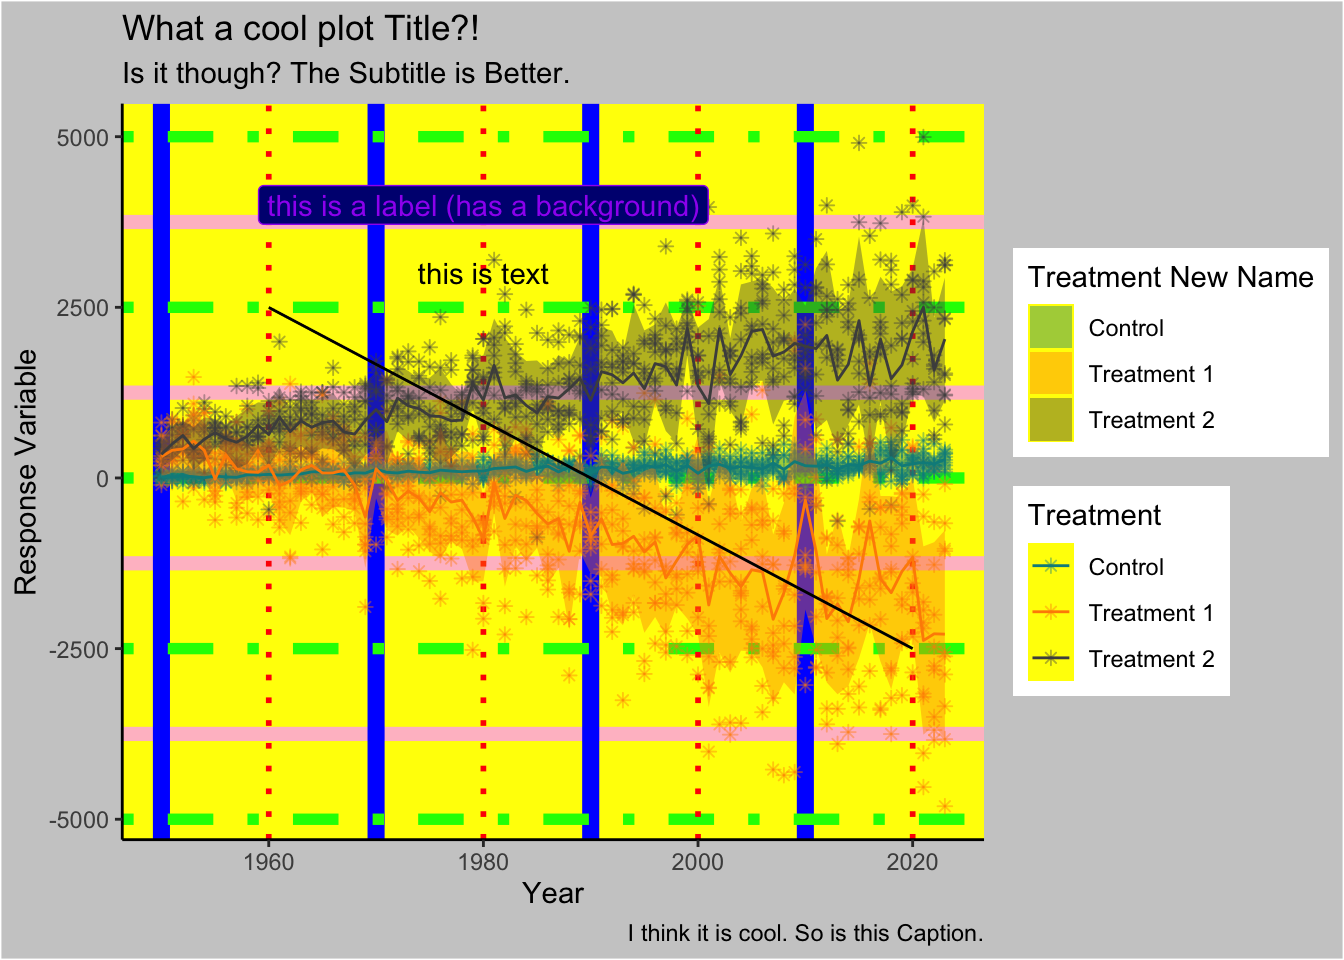 What a cool plot Title?!
Is it though? The Subtitle is Better.
Response Variable
5000
2500
0
-2500
-5000
this is a label (has a background)
this is text
1960
1980
2000
2020
Year
I think it is cool. So is this Caption.
Treatment New Name
Control
Treatment 1
Treatment 2
Treatment
Control
Treatment 1
Treatment 2